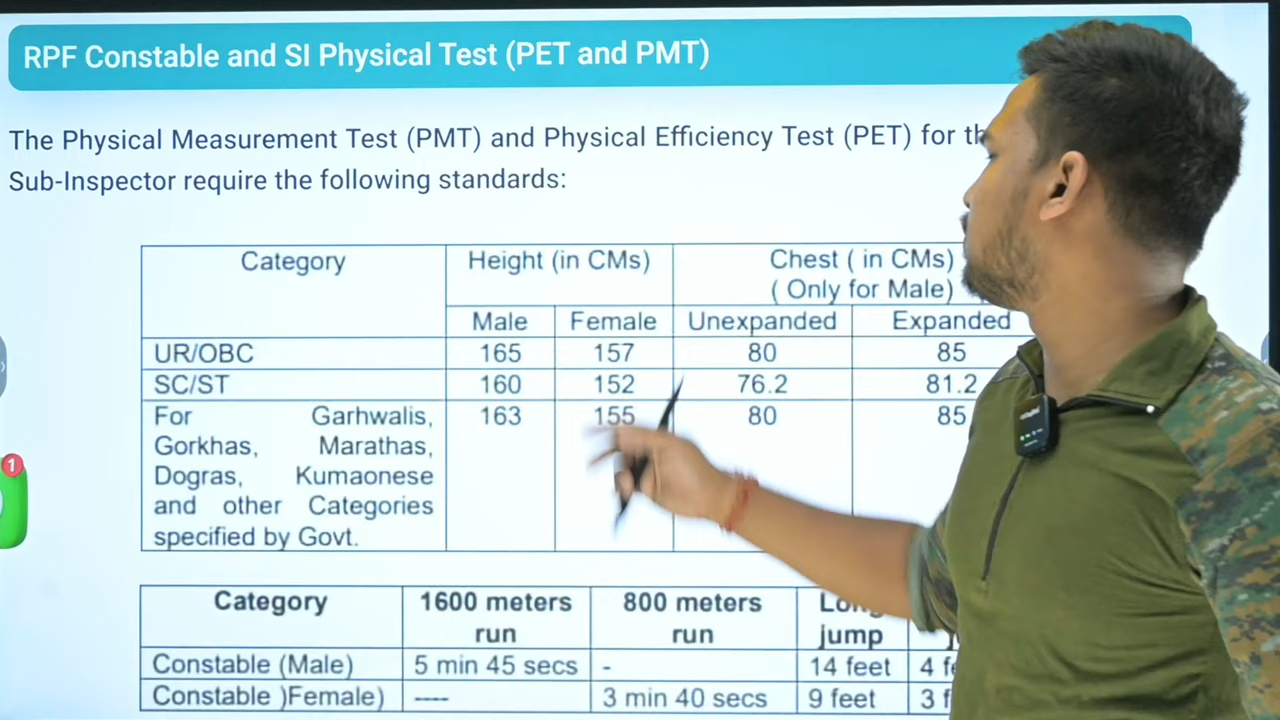 RPF Constable and SI Physical Test (PET and PMT)
The Physical Measurement Test (PMT) and Physical Efficiency Test (PET) for
Sub-Inspector require the following standards:
Category Height (in CMs) Chest ( in CMs)
( Only for Male)
Male Female Unexpanded Expanded
UR/OBC 165 157 80 85
SC/ST 160 152 76.2 81.2
For Garhwalis, 163 155 80 85
Gorkhas, Marathas,
Dogras, Kumaonese
and other Categories
specified by Govt.
1
Category 1600 meters 800 meters
run run jump
Constable (Male) 5 min 45 secs - 14 feet 4
Constable )Female) ---- 3 min 40 secs 9 feet 3